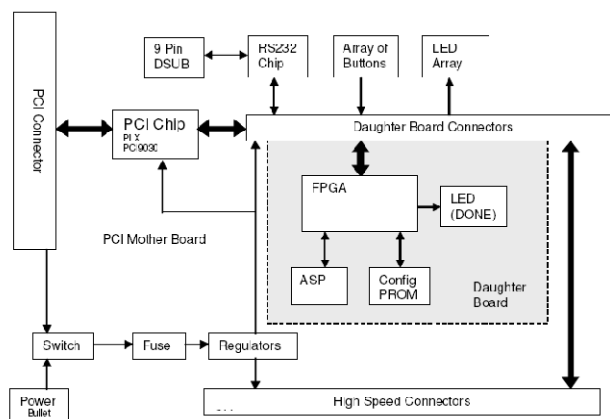 9 Pin
DSUB
RS232
Chip
Array of
Buttons
LED
Array
PCI Connector
PCI Chip
PLX
PCI9030
Daughter Board Connectors
FPGA
LED
(DONE)
PCI Mother Board
ASP
Config
PROM
Daughter
Board
Switch
Fuse
Regulators
Power
Bullet
High Speed Connectors